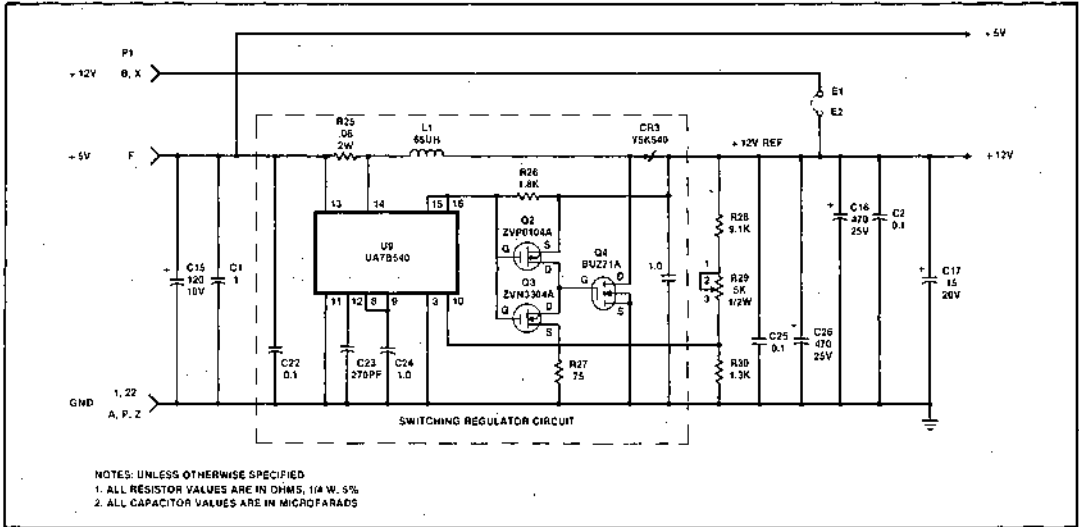 + 5V
P1
+ 12V
B, X
E1
E2
R25
.06
2W
L1
65UH
CR3
YSK540
+ 12V REF
+ 5V
F
+ 12V
R26
1.8K
13
14
15
16
Q2
ZVP0104A
G
S
D
U9
UA78S40
Q3
ZVN3304A
G
D
S
Q4
BUZ71A
G
D
S
1.0
R28
9.1K
1
2
3
R29
5K
1/2W
C16
470
25V
C2
0.1
C15
120
10V
C1
1
C17
15
20V
11
12
8
9
3
10
C22
0.1
C23
270PF
C24
1.0
R27
75
R30
1.3K
C25
0.1
C26
470
25V
GND
1, 22
A, P, Z
SWITCHING REGULATOR CIRCUIT
NOTES: UNLESS OTHERWISE SPECIFIED
1. ALL RESISTOR VALUES ARE IN OHMS, 1/4 W, 5%
2. ALL CAPACITOR VALUES ARE IN MICROFARADS